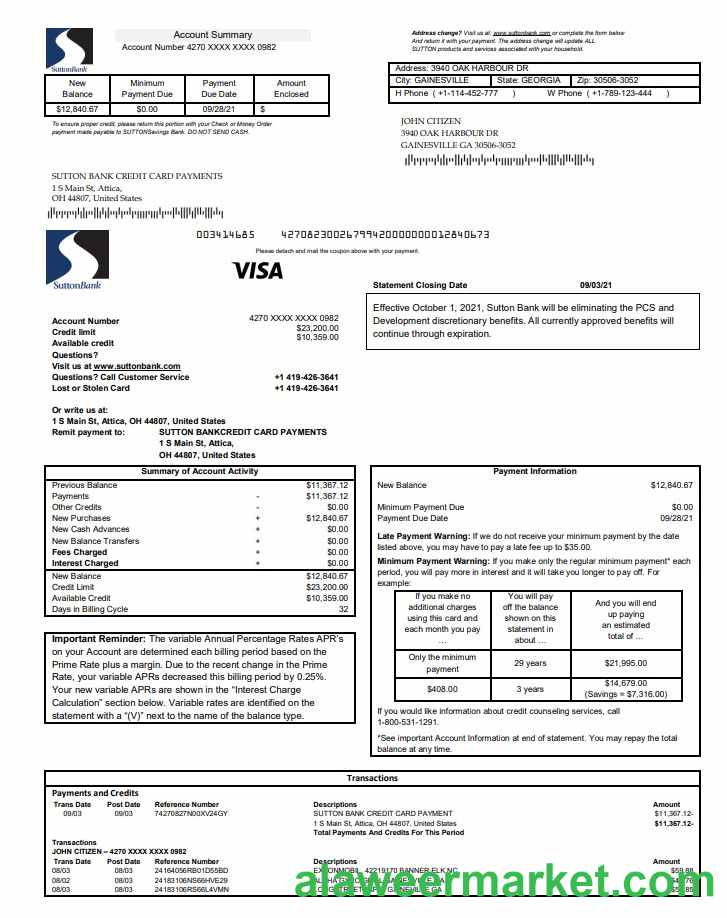 Account Summary
Account Number 4270 XXXX XXXX 0982
Address change? Visit us at: www.suttonbank.com or complete the form below
And return it with your payment. The address change will update ALL
SUTTON products and services associated with your household.
SuttonBank
New Balance Minimum Payment Due Payment Due Date Amount Enclosed
$12,840.67 $0.00 09/28/21 $
To ensure proper credit, please return this portion with your Check or Money Order
payment made payable to SUTTONSavings Bank. DO NOT SEND CASH.
Address: 3940 OAK HARBOUR DR
City: GAINESVILLE State: GEORGIA Zip: 30506-3052
H Phone ( +1-114-452-777 ) W Phone ( +1-789-123-444 )
JOHN CITIZEN
3940 OAK HARBOUR DR
GAINESVILLE GA 30506-3052
SUTTON BANK CREDIT CARD PAYMENTS
1 S Main St, Attica,
OH 44807, United States
003414685 42708230026799420000000012840673
Please detach and mail the coupon above with your payment.
SuttonBank
VISA
Statement Closing Date 09/03/21
Effective October 1, 2021, Sutton Bank will be eliminating the PCS and
Development discretionary benefits. All currently approved benefits will
continue through expiration.
Account Number 4270 XXXX XXXX 0982
Credit limit $23,200.00
Available credit $10,359.00
Questions?
Visit us at www.suttonbank.com
Questions? Call Customer Service +1 419-426-3641
Lost or Stolen Card +1 419-426-3641
Or write us at:
1 S Main St, Attica, OH 44807, United States
Remit payment to: SUTTON BANKCREDIT CARD PAYMENTS
1 S Main St, Attica,
OH 44807, United States
Summary of Account Activity
Previous Balance $11,367.12
Payments - $11,367.12
Other Credits - $0.00
New Purchases + $12,840.67
New Cash Advances + $0.00
New Balance Transfers + $0.00
Fees Charged + $0.00
Interest Charged + $0.00
New Balance $12,840.67
Credit Limit $23,200.00
Available Credit $10,359.00
Days in Billing Cycle 32
Important Reminder: The variable Annual Percentage Rates APR's
on your Account are determined each billing period based on the
Prime Rate plus a margin. Due to the recent change in the Prime
Rate, your variable APRs decreased this billing period by 0.25%.
Your new variable APRs are shown in the "Interest Charge
Calculation" section below. Variable rates are identified on the
statement with a "(V)" next to the name of the balance type.
Payment Information
New Balance $12,840.67
Minimum Payment Due $0.00
Payment Due Date 09/28/21
Late Payment Warning: If we do not receive your minimum payment by the date
listed above, you may have to pay a late fee up to $35.00.
Minimum Payment Warning: If you make only the regular minimum payment* each
period, you will pay more in interest and it will take you longer to pay off. For
example:
If you make no additional charges using this card and each month you pay ...
You will pay off the balance shown on this statement in about ...
And you will end up paying an estimated total of ...
Only the minimum payment 29 years $21,995.00
$408.00 3 years $14,679.00 (Savings = $7,316.00)
If you would like information about credit counseling services, call
1-800-531-1291.
*See important Account Information at end of statement. You may repay the total
balance at any time.
Transactions
Payments and Credits
Trans Date Post Date Reference Number Descriptions Amount
09/03 09/03 74270827N00XV24GY SUTTON BANK CREDIT CARD PAYMENT $11,367.12-
1 S Main St, Attica, OH 44807, United States $11,367.12-
Total Payments And Credits For This Period
Transactions
JOHN CITIZEN – 4270 XXXX XXXX 0982
Trans Date Post Date Reference Number Descriptions Amount
08/03 08/03 24164056RB01D55BD 42219170 BANNER ELK NC
08/02 08/03 24183106NS66HVE29
08/03 08/03 24183106RS66L4VMN
alawyermarket.com